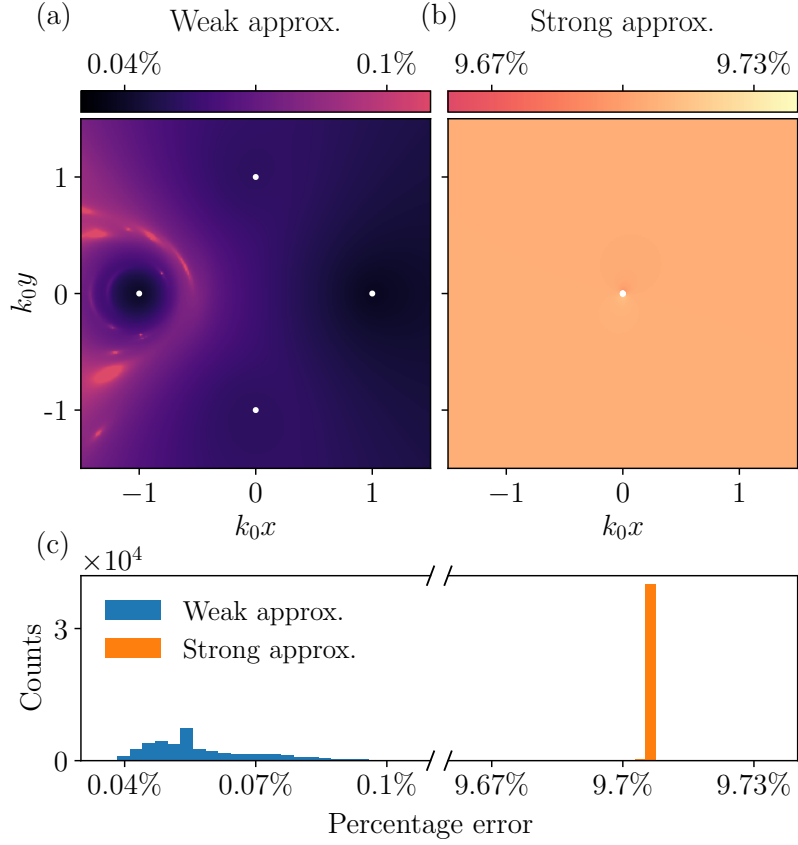 (a) Weak approx. (b) Strong approx.
0.04% 0.1% 9.67% 9.73%
1
0
-1
k₀y
−1 0 1 −1 0 1
k₀x k₀x
(c) ×10⁴
3
0
Counts
Weak approx.
Strong approx.
0.04% 0.07% 0.1% 9.67% 9.7% 9.73%
Percentage error